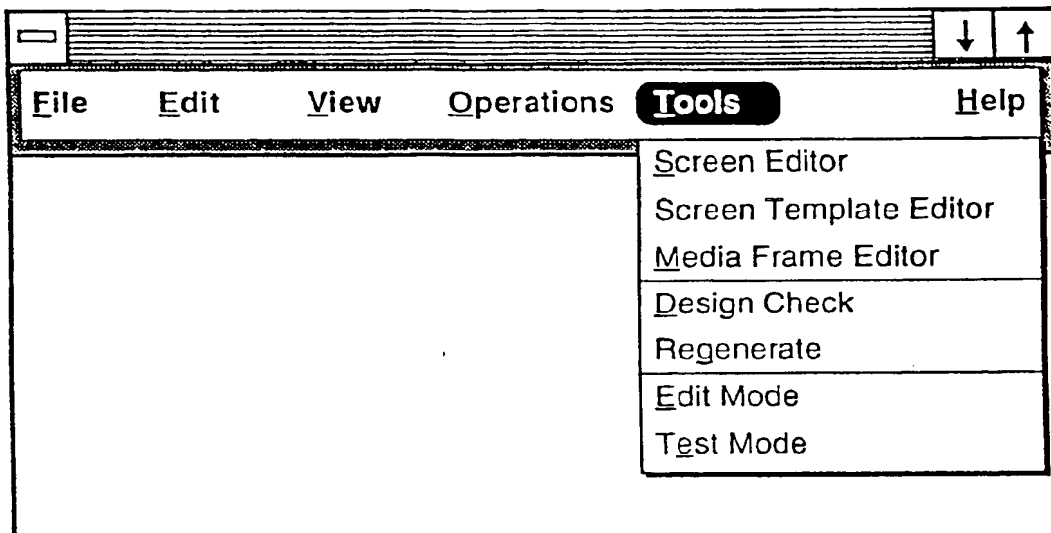 File Edit View Operations Tools Help
Screen Editor
Screen Template Editor
Media Frame Editor
Design Check
Regenerate
Edit Mode
Test Mode